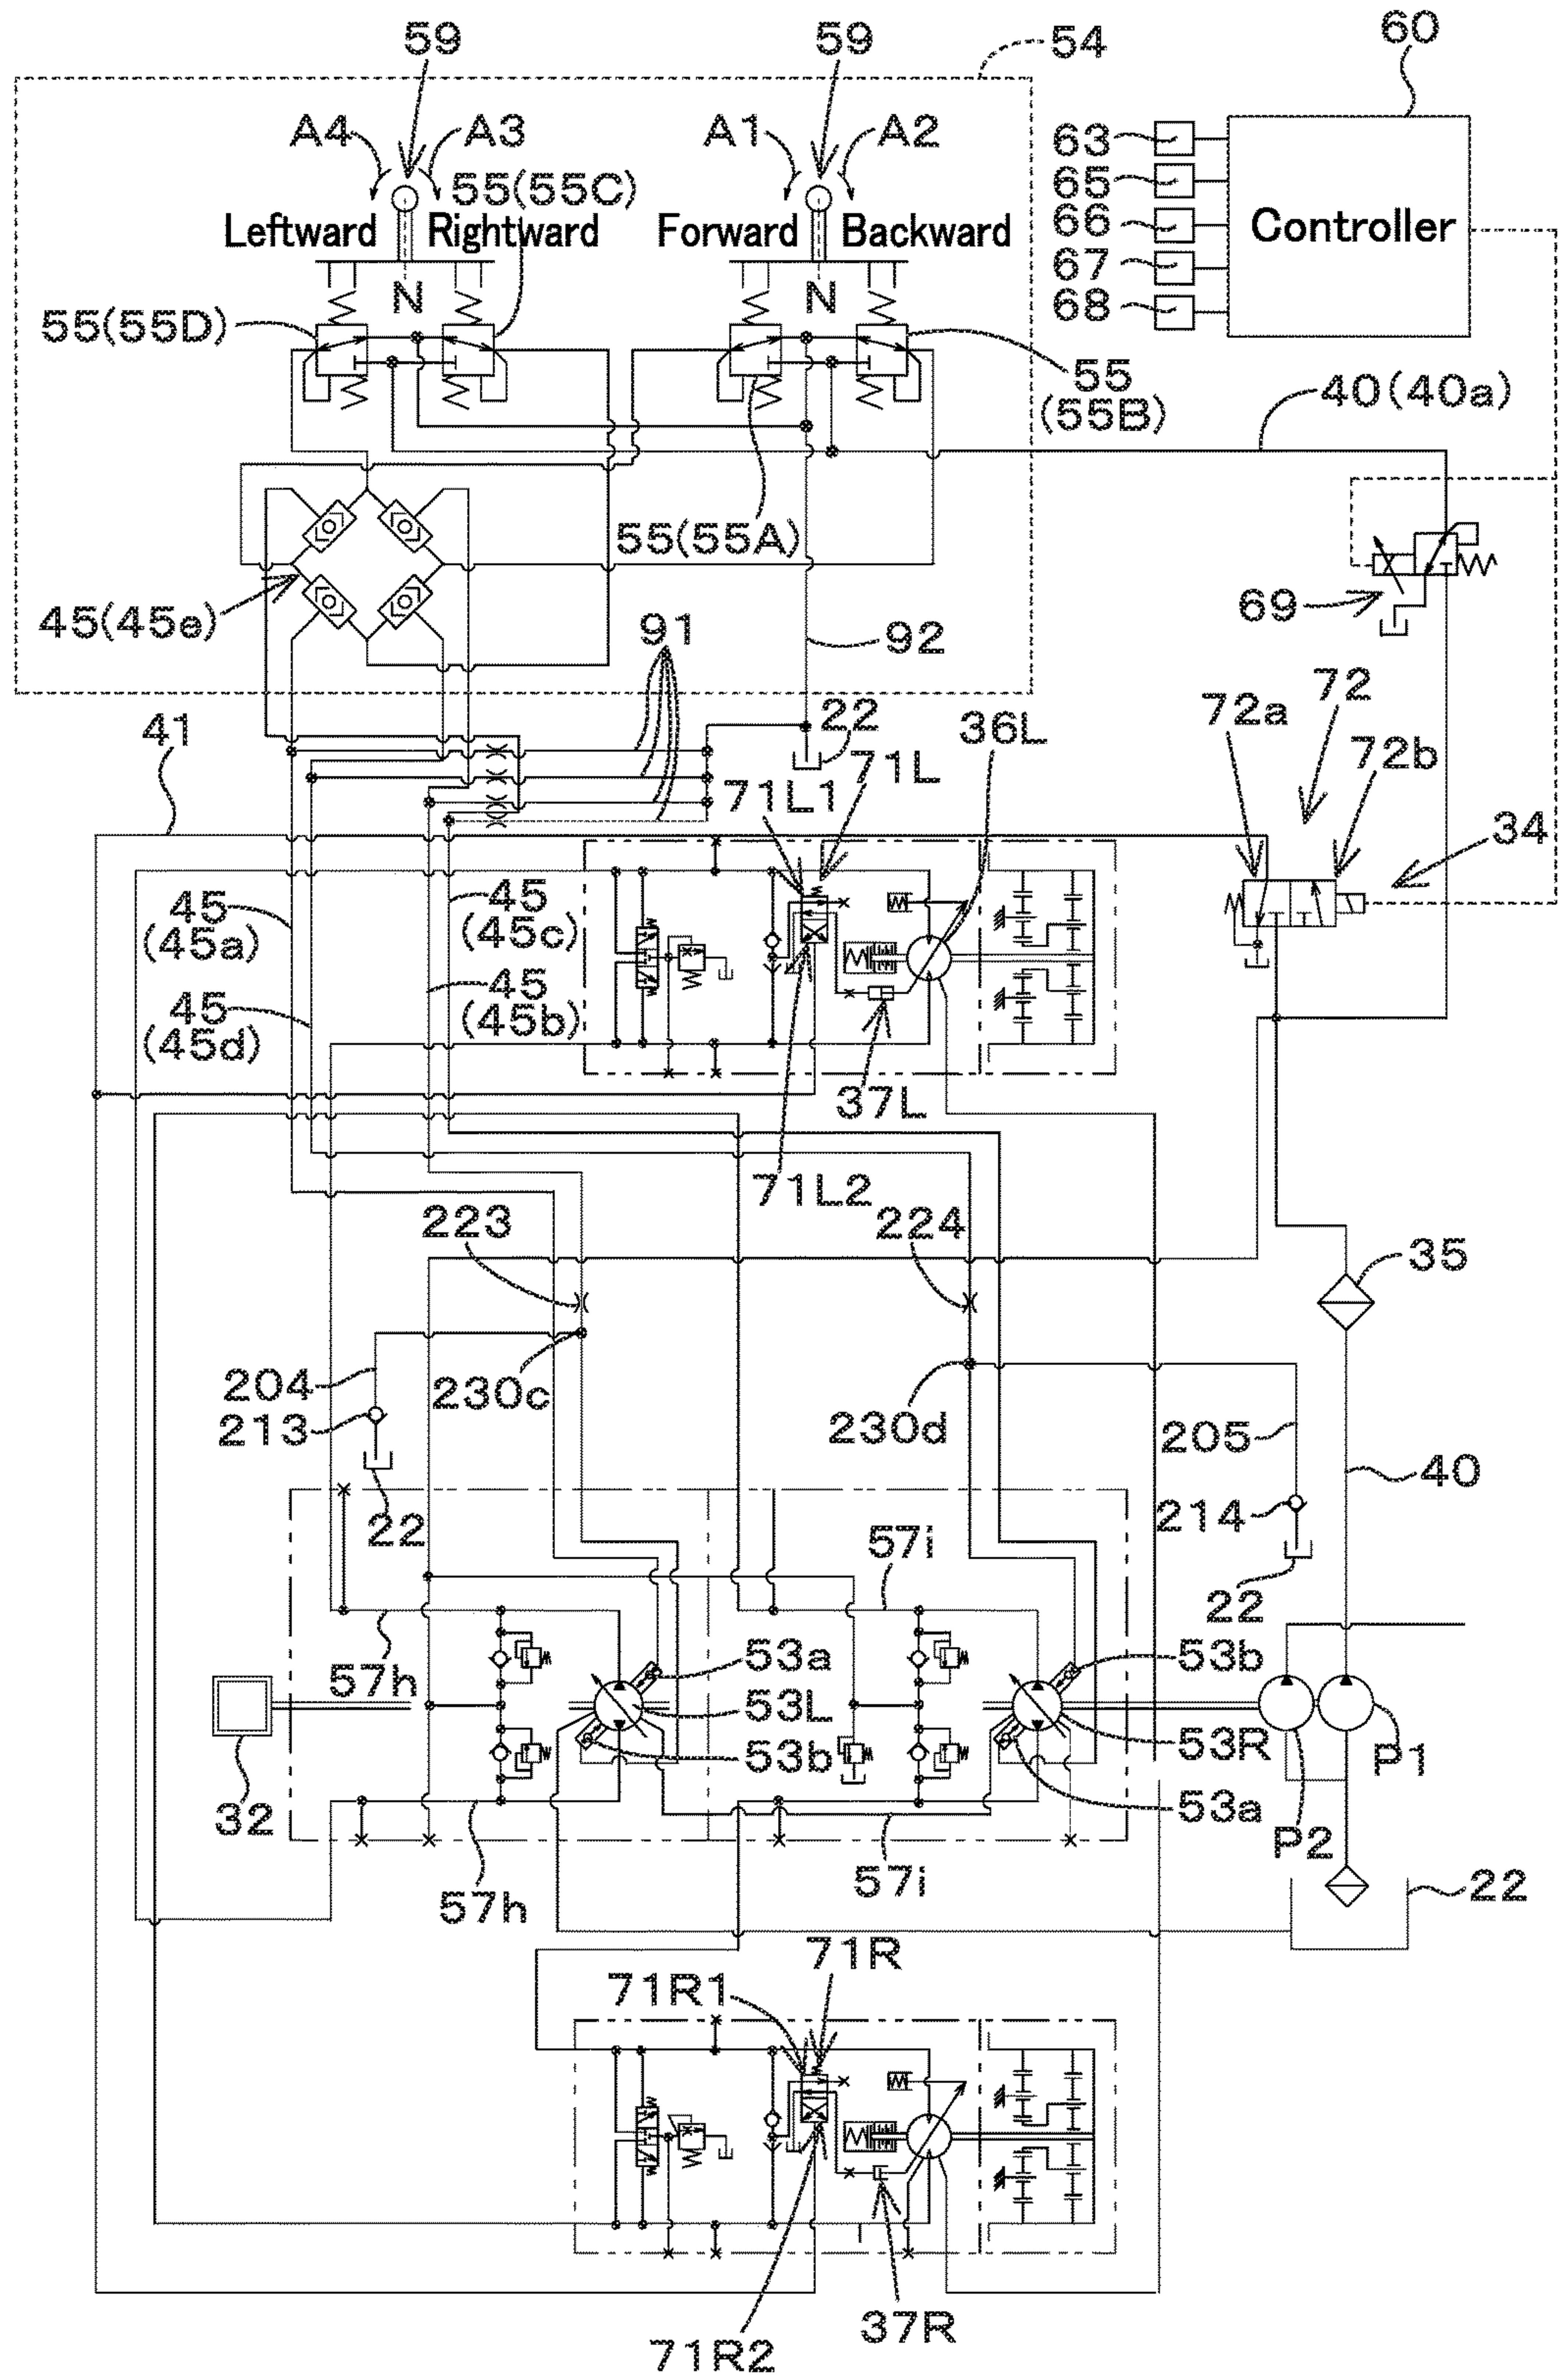 59
59
54
60
A4
A3
A1
A2
63
65
66
67
68
Controller
55(55C)
Leftward
Rightward
Forward
Backward
N
N
55(55D)
55
(55B)
40(40a)
55(55A)
45(45e)
69
91
92
72
72a
72b
41
22
36L
71L
71L1
34
45
(45a)
45
(45c)
45
(45b)
45
(45d)
37L
71L2
223
224
35
204
230c
213
230d
205
40
22
214
57i
22
57h
53a
53b
53L
53R
53b
P1
53a
32
P2
57h
57i
22
71R
71R1
37R
71R2